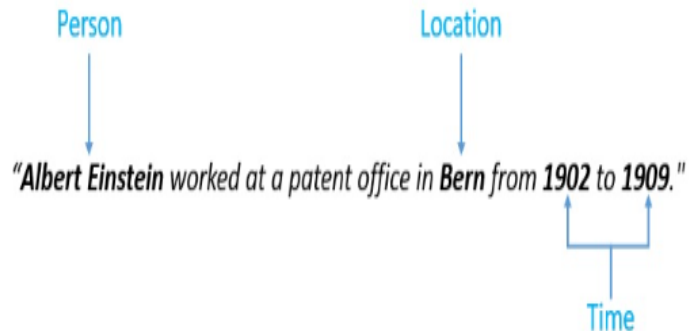 Person Location
“Albert Einstein worked at a patent office in Bern from 1902 to 1909."
Time